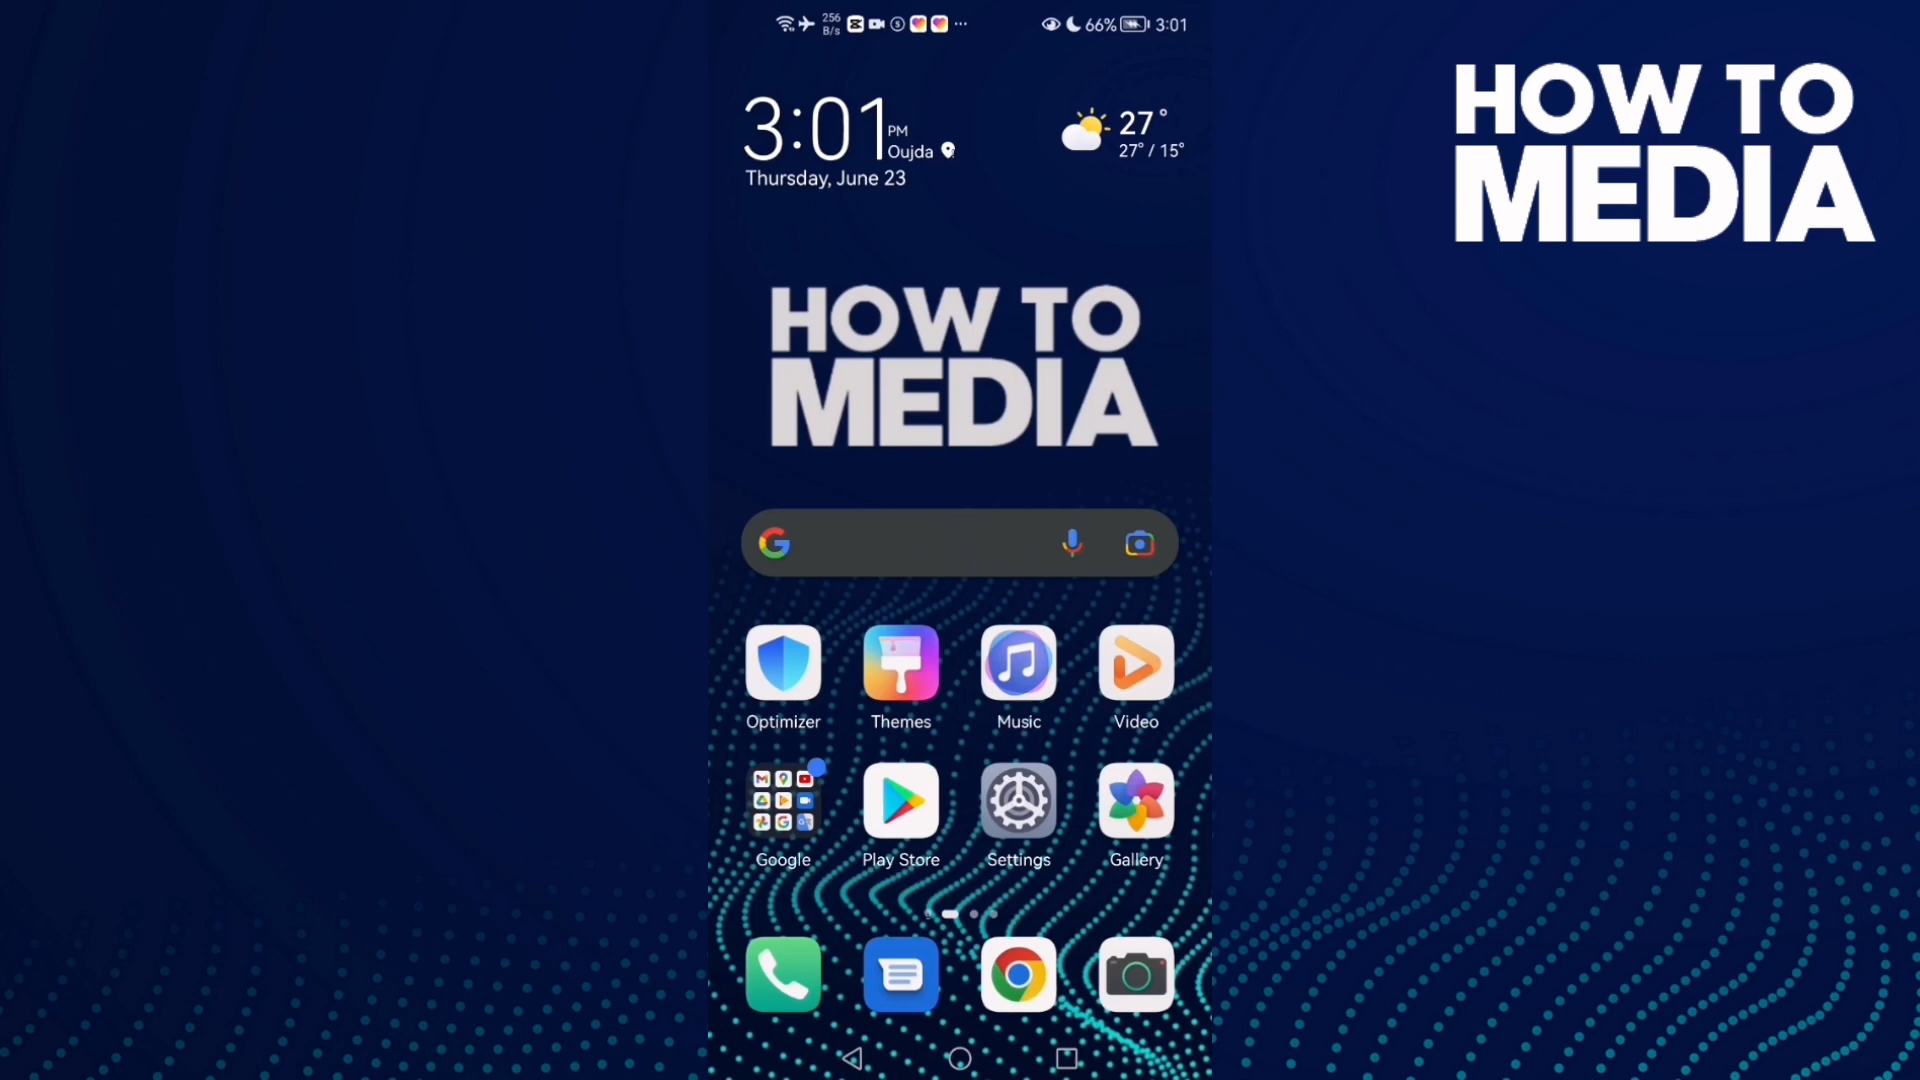 256 B/s
66% 3:01
3:01 PM
Oujda
Thursday, June 23
27°
27° / 15°
HOW TO
MEDIA
HOW TO
MEDIA
Optimizer Themes Music Video
Google Play Store Settings Gallery